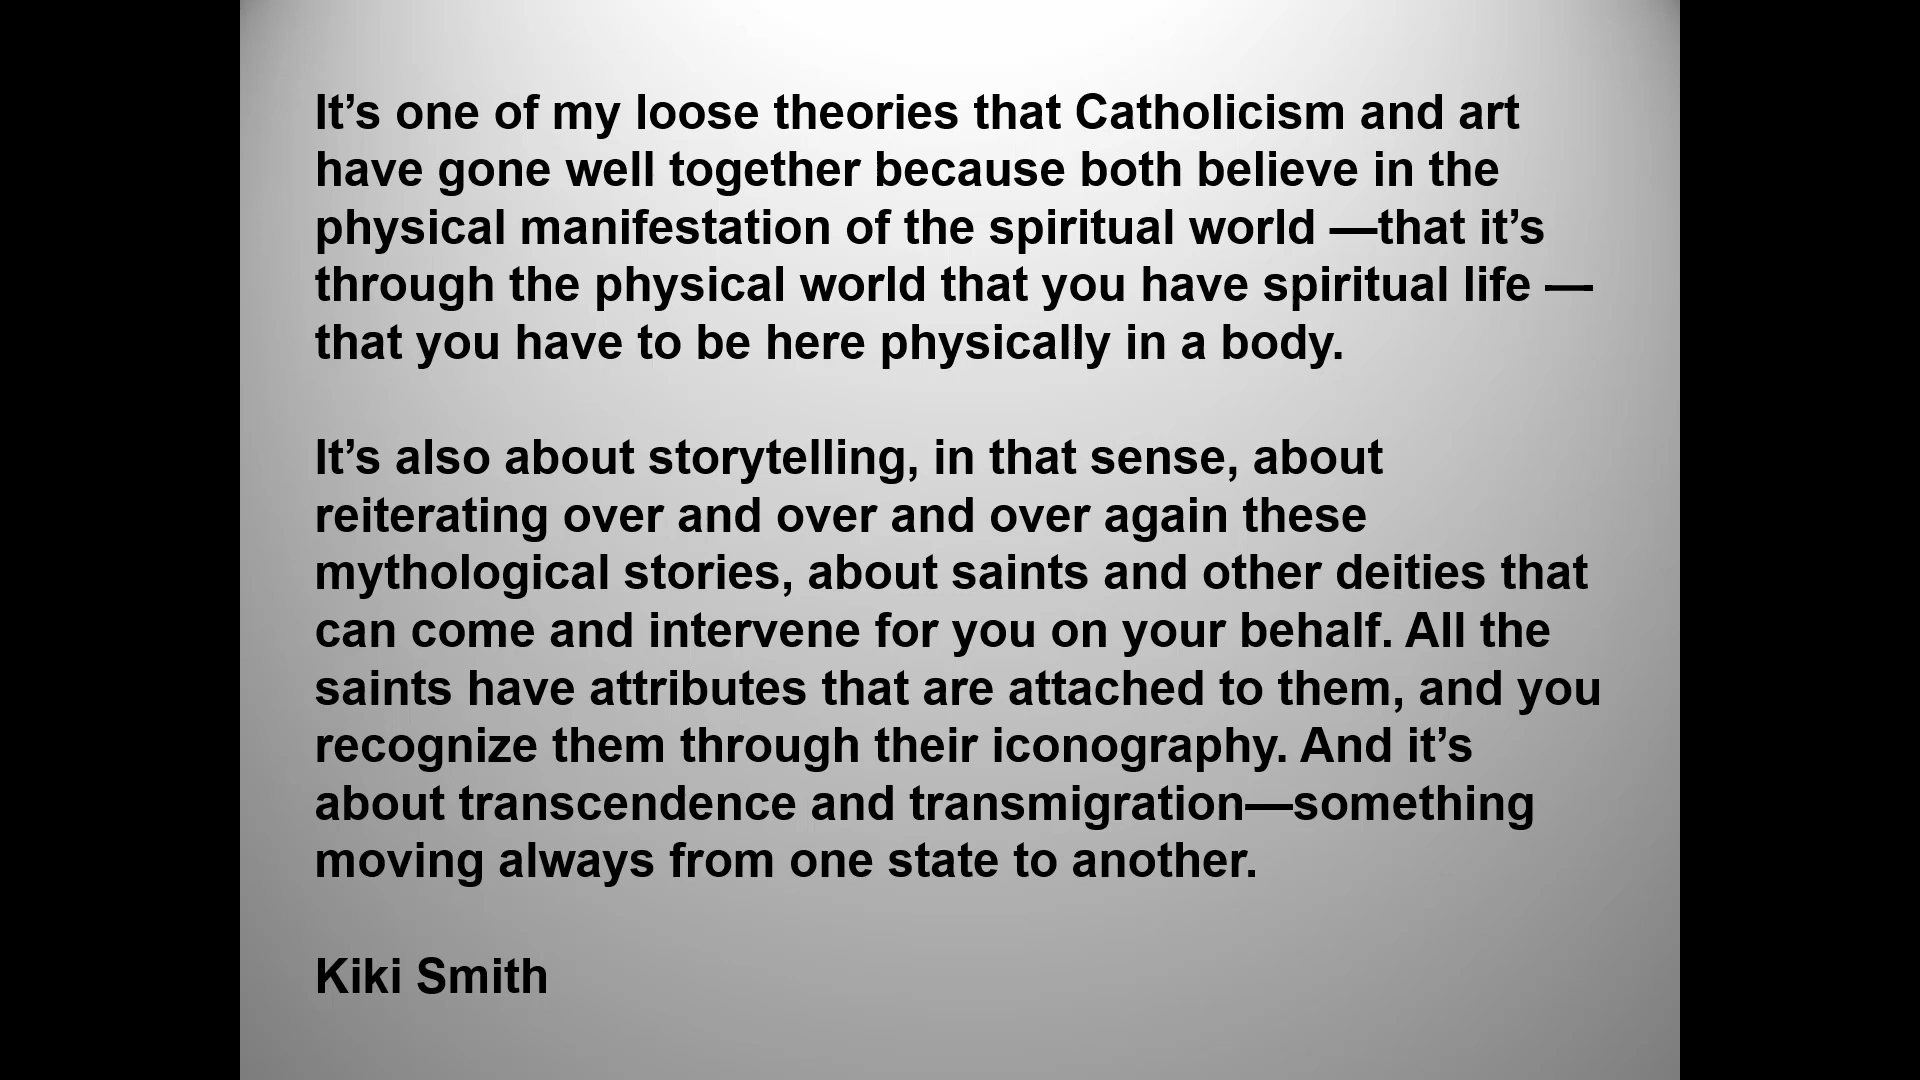 It’s one of my loose theories that Catholicism and art
have gone well together because both believe in the
physical manifestation of the spiritual world —that it’s
through the physical world that you have spiritual life —
that you have to be here physically in a body.
It’s also about storytelling, in that sense, about
reiterating over and over and over again these
mythological stories, about saints and other deities that
can come and intervene for you on your behalf. All the
saints have attributes that are attached to them, and you
recognize them through their iconography. And it’s
about transcendence and transmigration—something
moving always from one state to another.
Kiki Smith